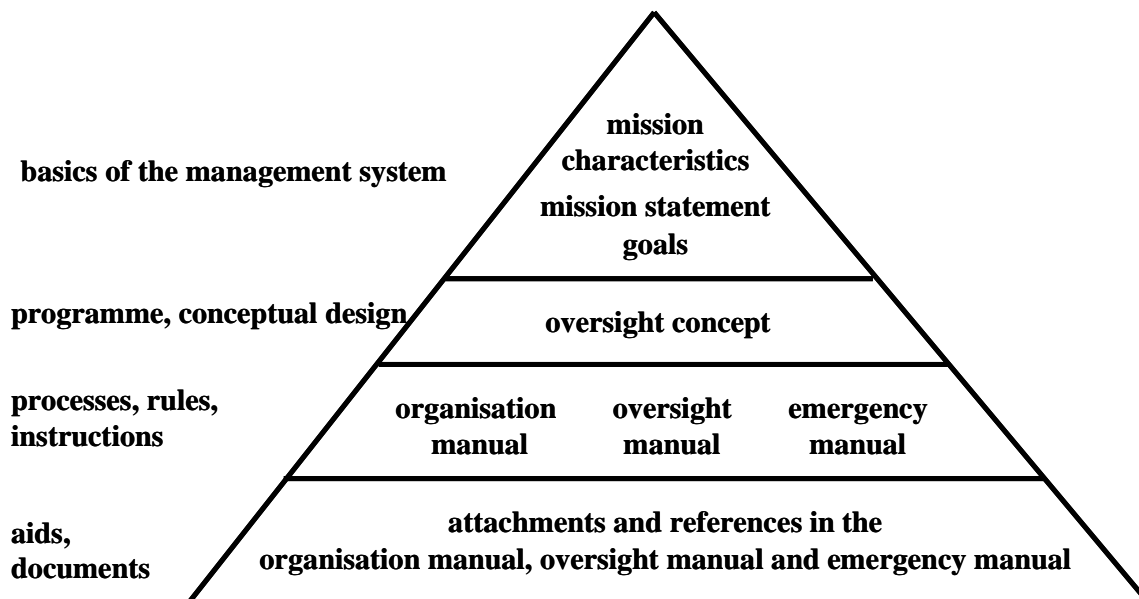 mission
characteristics
basics of the management system
mission statement
goals
programme, conceptual design
oversight concept
processes, rules,
instructions
organisation
manual
oversight
manual
emergency
manual
aids,
documents
attachments and references in the
organisation manual, oversight manual and emergency manual